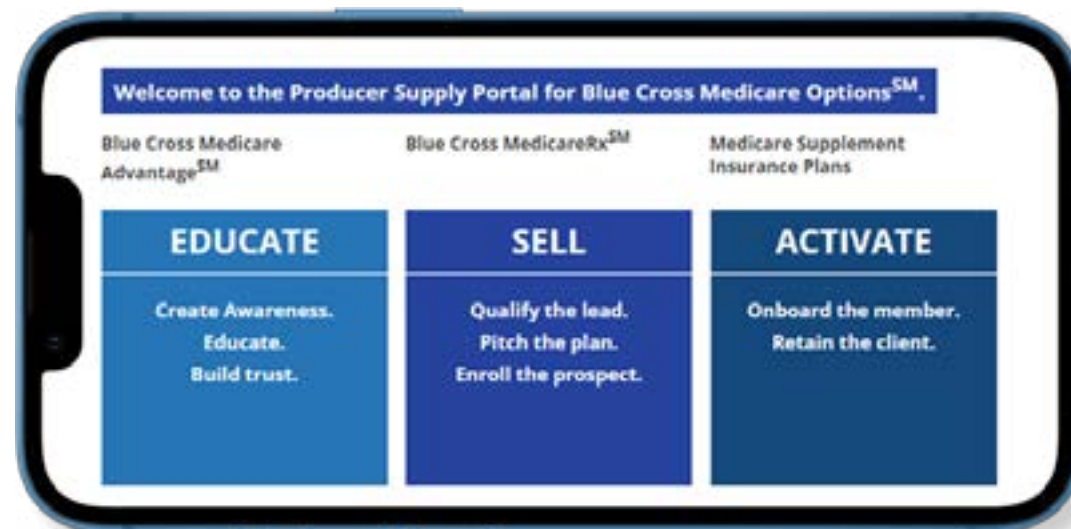 Welcome to the Producer Supply Portal for Blue Cross Medicare Options℠.
Blue Cross Medicare
Advantage℠
Blue Cross MedicareRx℠
Medicare Supplement
Insurance Plans
EDUCATE
Create Awareness.
Educate.
Build trust.
SELL
Qualify the lead.
Pitch the plan.
Enroll the prospect.
ACTIVATE
Onboard the member.
Retain the client.